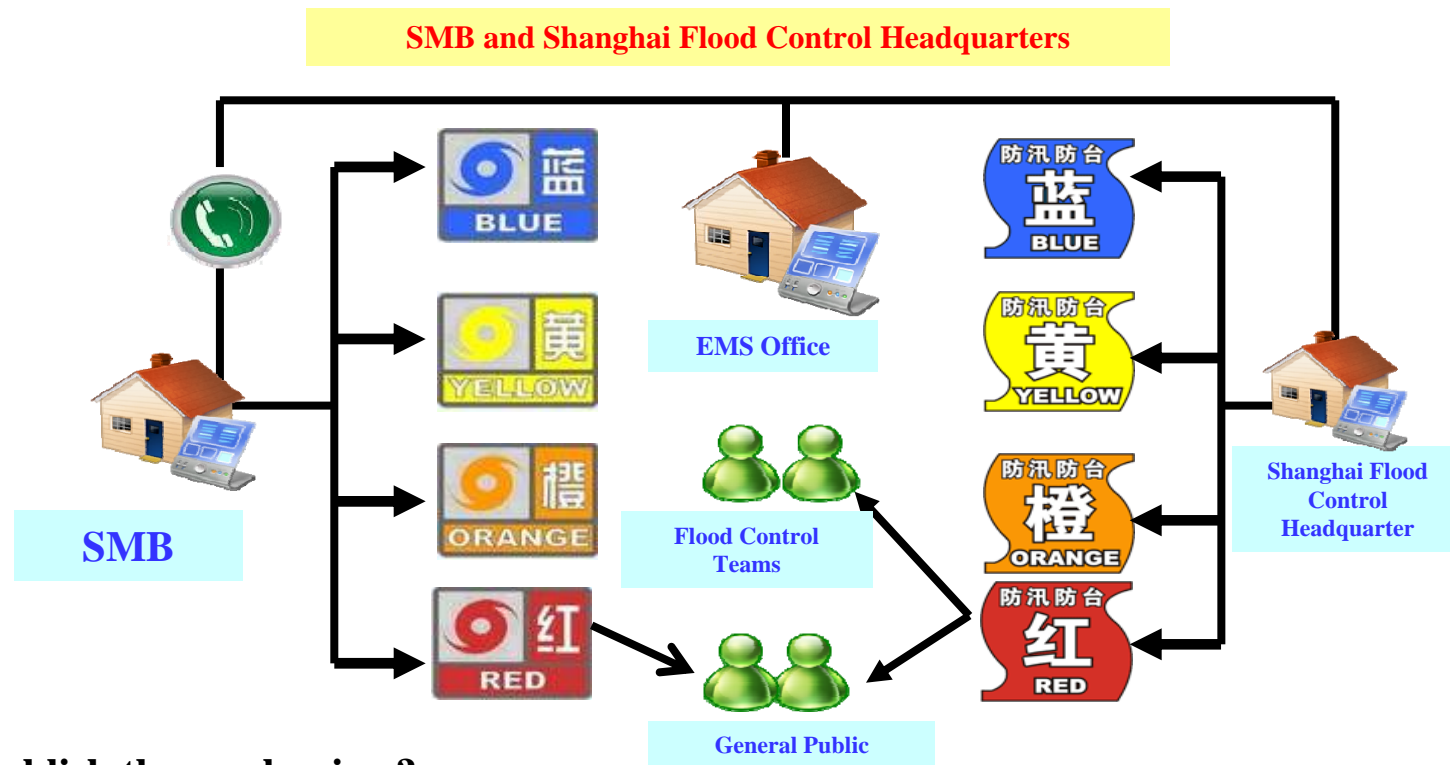 SMB and Shanghai Flood Control Headquarters
蓝
BLUE
防汛防台
蓝
BLUE
黄
YELLOW
EMS Office
防汛防台
黄
YELLOW
橙
ORANGE
防汛防台
橙
ORANGE
Shanghai Flood
Control
Headquarter
SMB
Flood Control
Teams
红
RED
防汛防台
红
RED
General Public